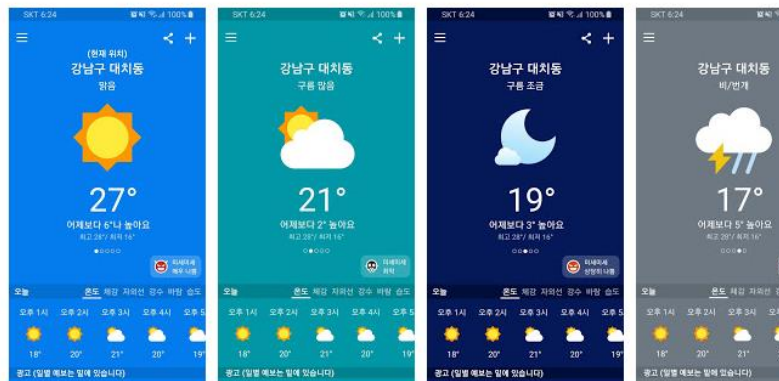 SKT 6:24
100%
(현재 위치)
강남구 대치동
맑음
27°
어제보다 6°나 높아요
최고 28°/ 최저 16°
미세미세
매우 나쁨
오늘
온도 체감 자외선 강수 바람 습도
오후 1시 오후 2시 오후 3시 오후 4시 오후 5
18° 20° 21° 20° 19°
광고 (일별 예보는 밑에 있습니다)
SKT 6:24
100%
강남구 대치동
구름 많음
21°
어제보다 2° 높아요
최고 28°/ 최저 16°
미세미세
최악
오늘
온도 체감 자외선 강수 바람 습도
오후 1시 오후 2시 오후 3시 오후 4시 오후 5
18° 20° 21° 20° 19°
광고 (일별 예보는 밑에 있습니다)
SKT 6:24
100%
강남구 대치동
구름 조금
19°
어제보다 3° 높아요
최고 28°/ 최저 16°
미세미세
상당히 나쁨
오늘
온도 체감 자외선 강수 바람 습도
오후 1시 오후 2시 오후 3시 오후 4시 오후 5
18° 20° 21° 20° 19°
광고 (일별 예보는 밑에 있습니다)
SKT 6:24
강남구 대치동
비/번개
17°
어제보다 5° 높아요
최고 28°/ 최저 16°
오늘
온도 체감 자외선
오후 1시 오후 2시 오후 3시
18° 20° 21°
광고 (일별 예보는 밑에 있습니다)